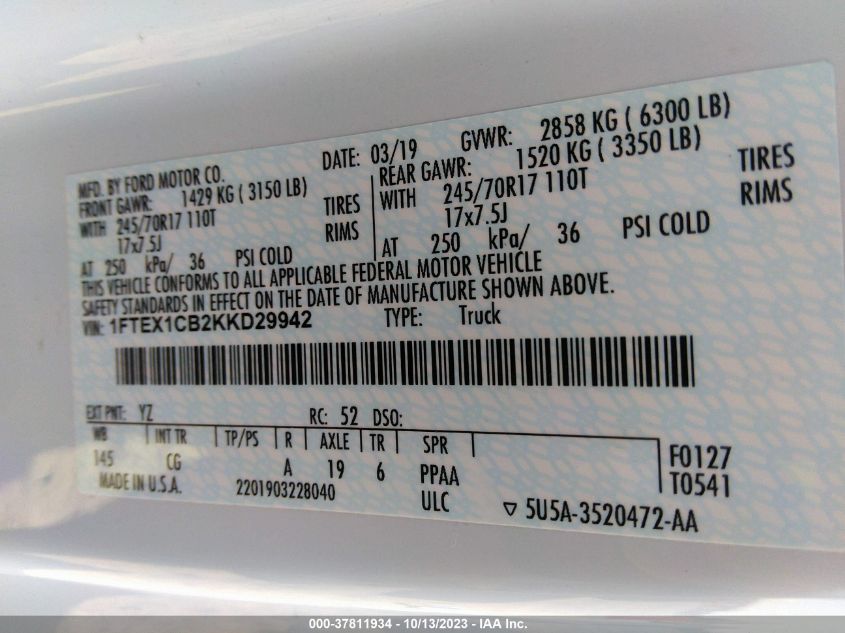 MFD. BY FORD MOTOR CO. DATE: 03/19 GVWR: 2858 KG ( 6300 LB)
FRONT GAWR: 1429 KG ( 3150 LB) REAR GAWR: 1520 KG ( 3350 LB)
WITH 245/70R17 110T TIRES WITH 245/70R17 110T TIRES
17x7.5J RIMS 17x7.5J RIMS
AT 250 kPa/ 36 PSI COLD AT 250 kPa/ 36 PSI COLD
THIS VEHICLE CONFORMS TO ALL APPLICABLE FEDERAL MOTOR VEHICLE
SAFETY STANDARDS IN EFFECT ON THE DATE OF MANUFACTURE SHOWN ABOVE.
VIN: 1FTEX1CB2KKD29942 TYPE: Truck
EXT PNT: YZ RC: 52 DSO:
WB INT TR TP/PS R AXLE TR SPR
145 CG A 19 6 PPAA F0127
MADE IN U.S.A. 2201903228040 ULC T0541
▽ 5U5A-3520472-AA
000-37811934 - 10/13/2023 - IAA Inc.